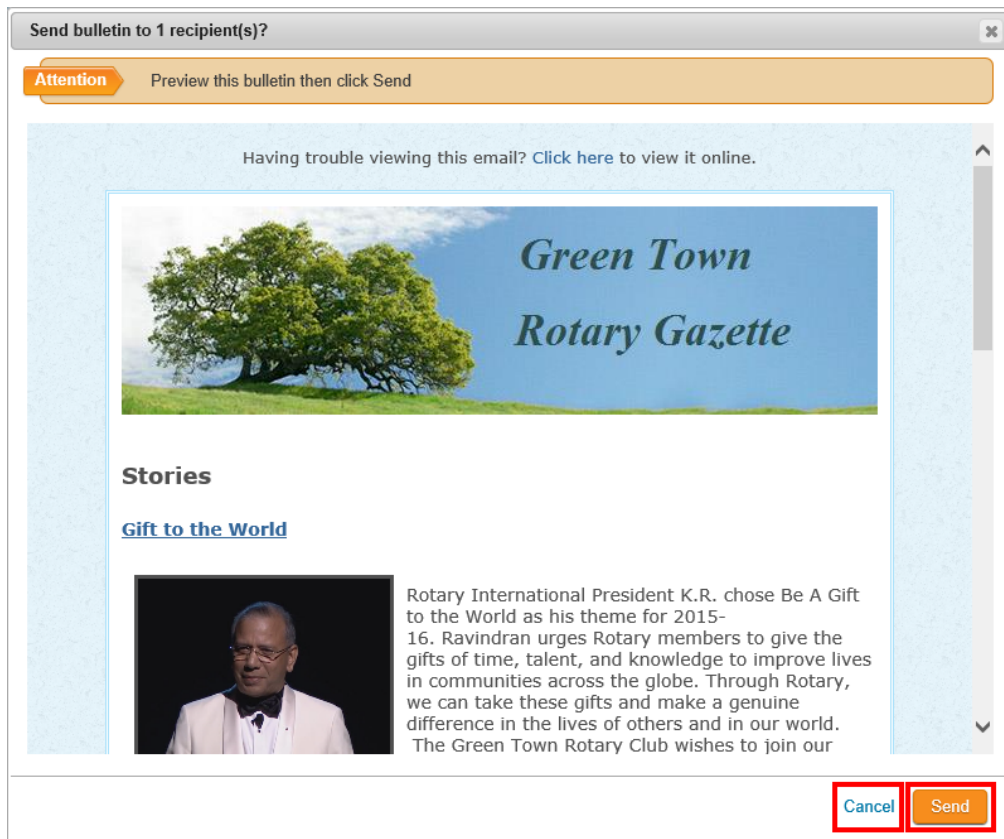 Send bulletin to 1 recipient(s)?
Attention
Preview this bulletin then click Send
Having trouble viewing this email? Click here to view it online.
Green Town
Rotary Gazette
Stories
Gift to the World
Rotary International President K.R. chose Be A Gift
to the World as his theme for 2015-
16. Ravindran urges Rotary members to give the
gifts of time, talent, and knowledge to improve lives
in communities across the globe. Through Rotary,
we can take these gifts and make a genuine
difference in the lives of others and in our world.
The Green Town Rotary Club wishes to join our
Cancel
Send